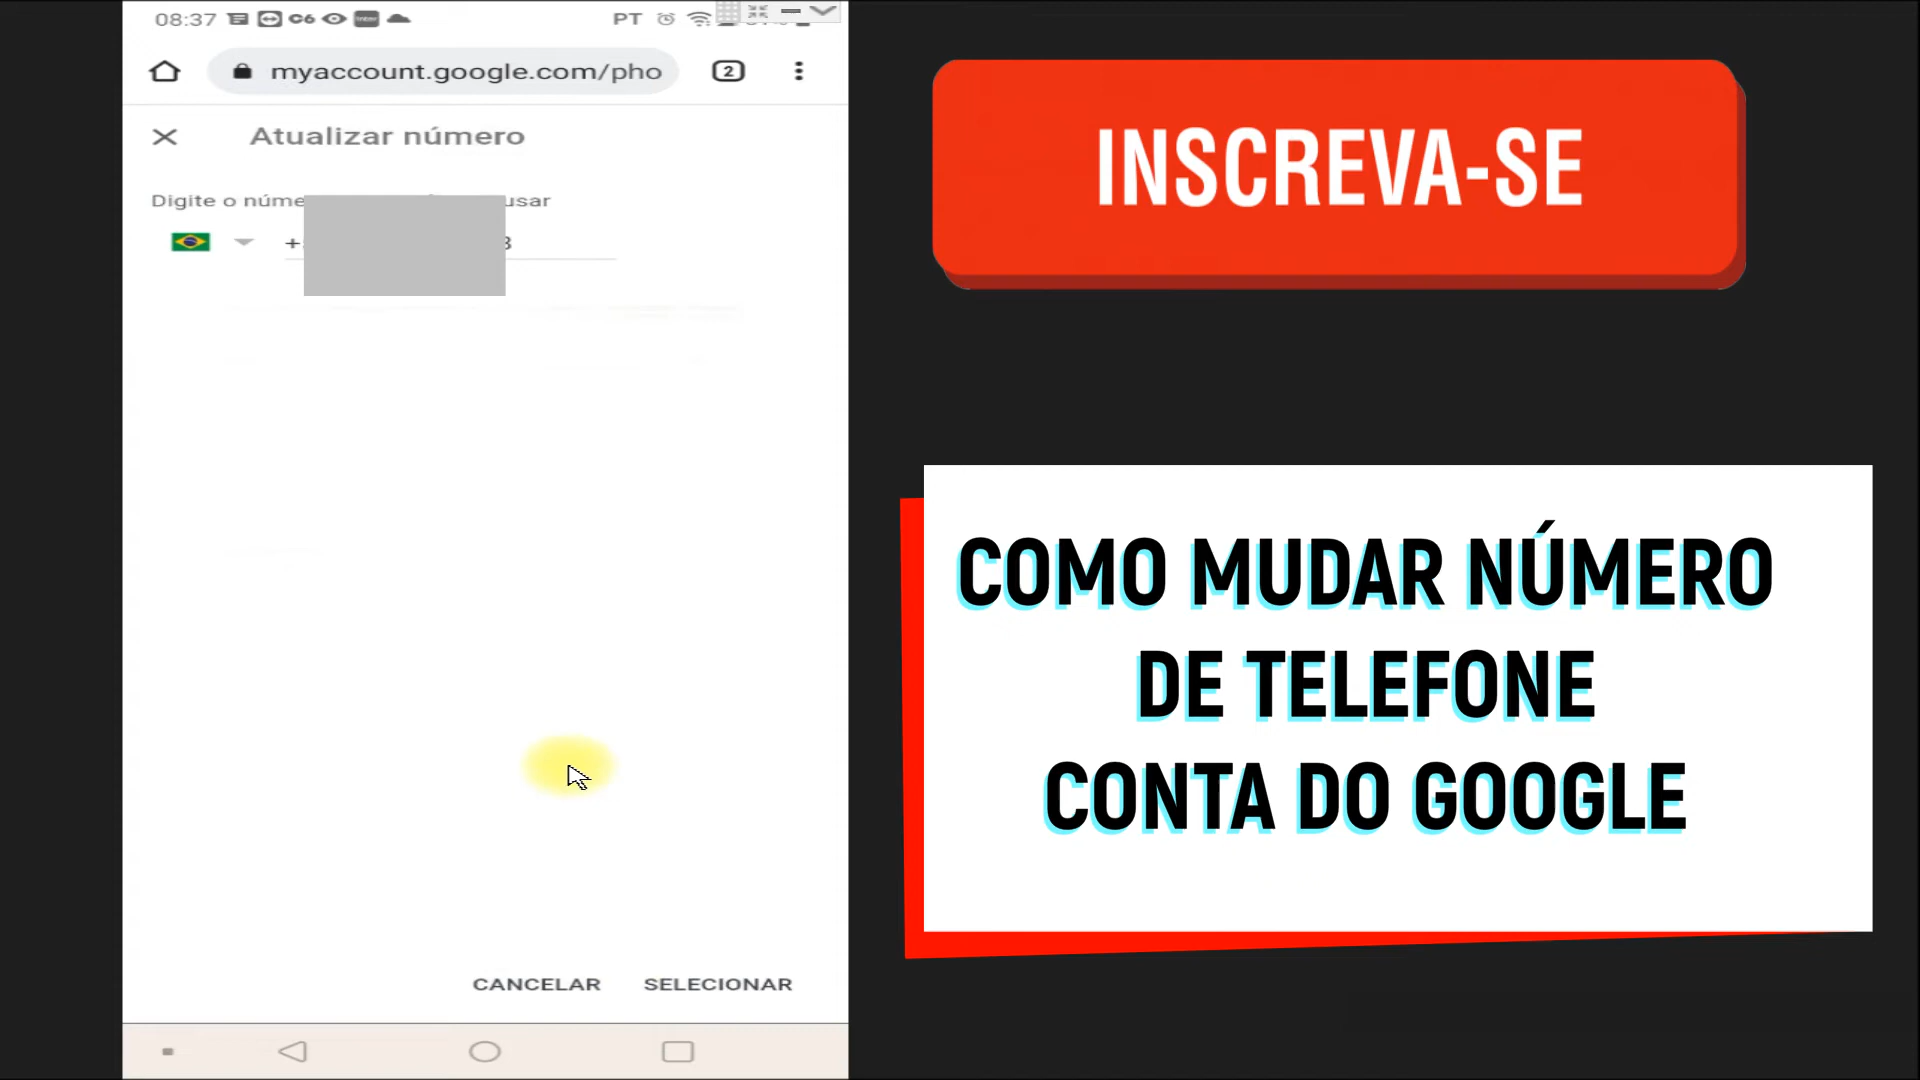 08:37
PT
myaccount.google.com/pho
2
Atualizar número
Digite o núme usar
+ 3
CANCELAR SELECIONAR
INSCREVA-SE
COMO MUDAR NÚMERO
DE TELEFONE
CONTA DO GOOGLE